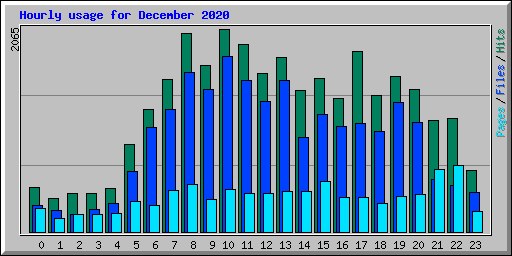 Hourly usage for December 2020
2065
Pages/Files/Hits
0 1 2 3 4 5 6 7 8 9 10 11 12 13 14 15 16 17 18 19 20 21 22 23